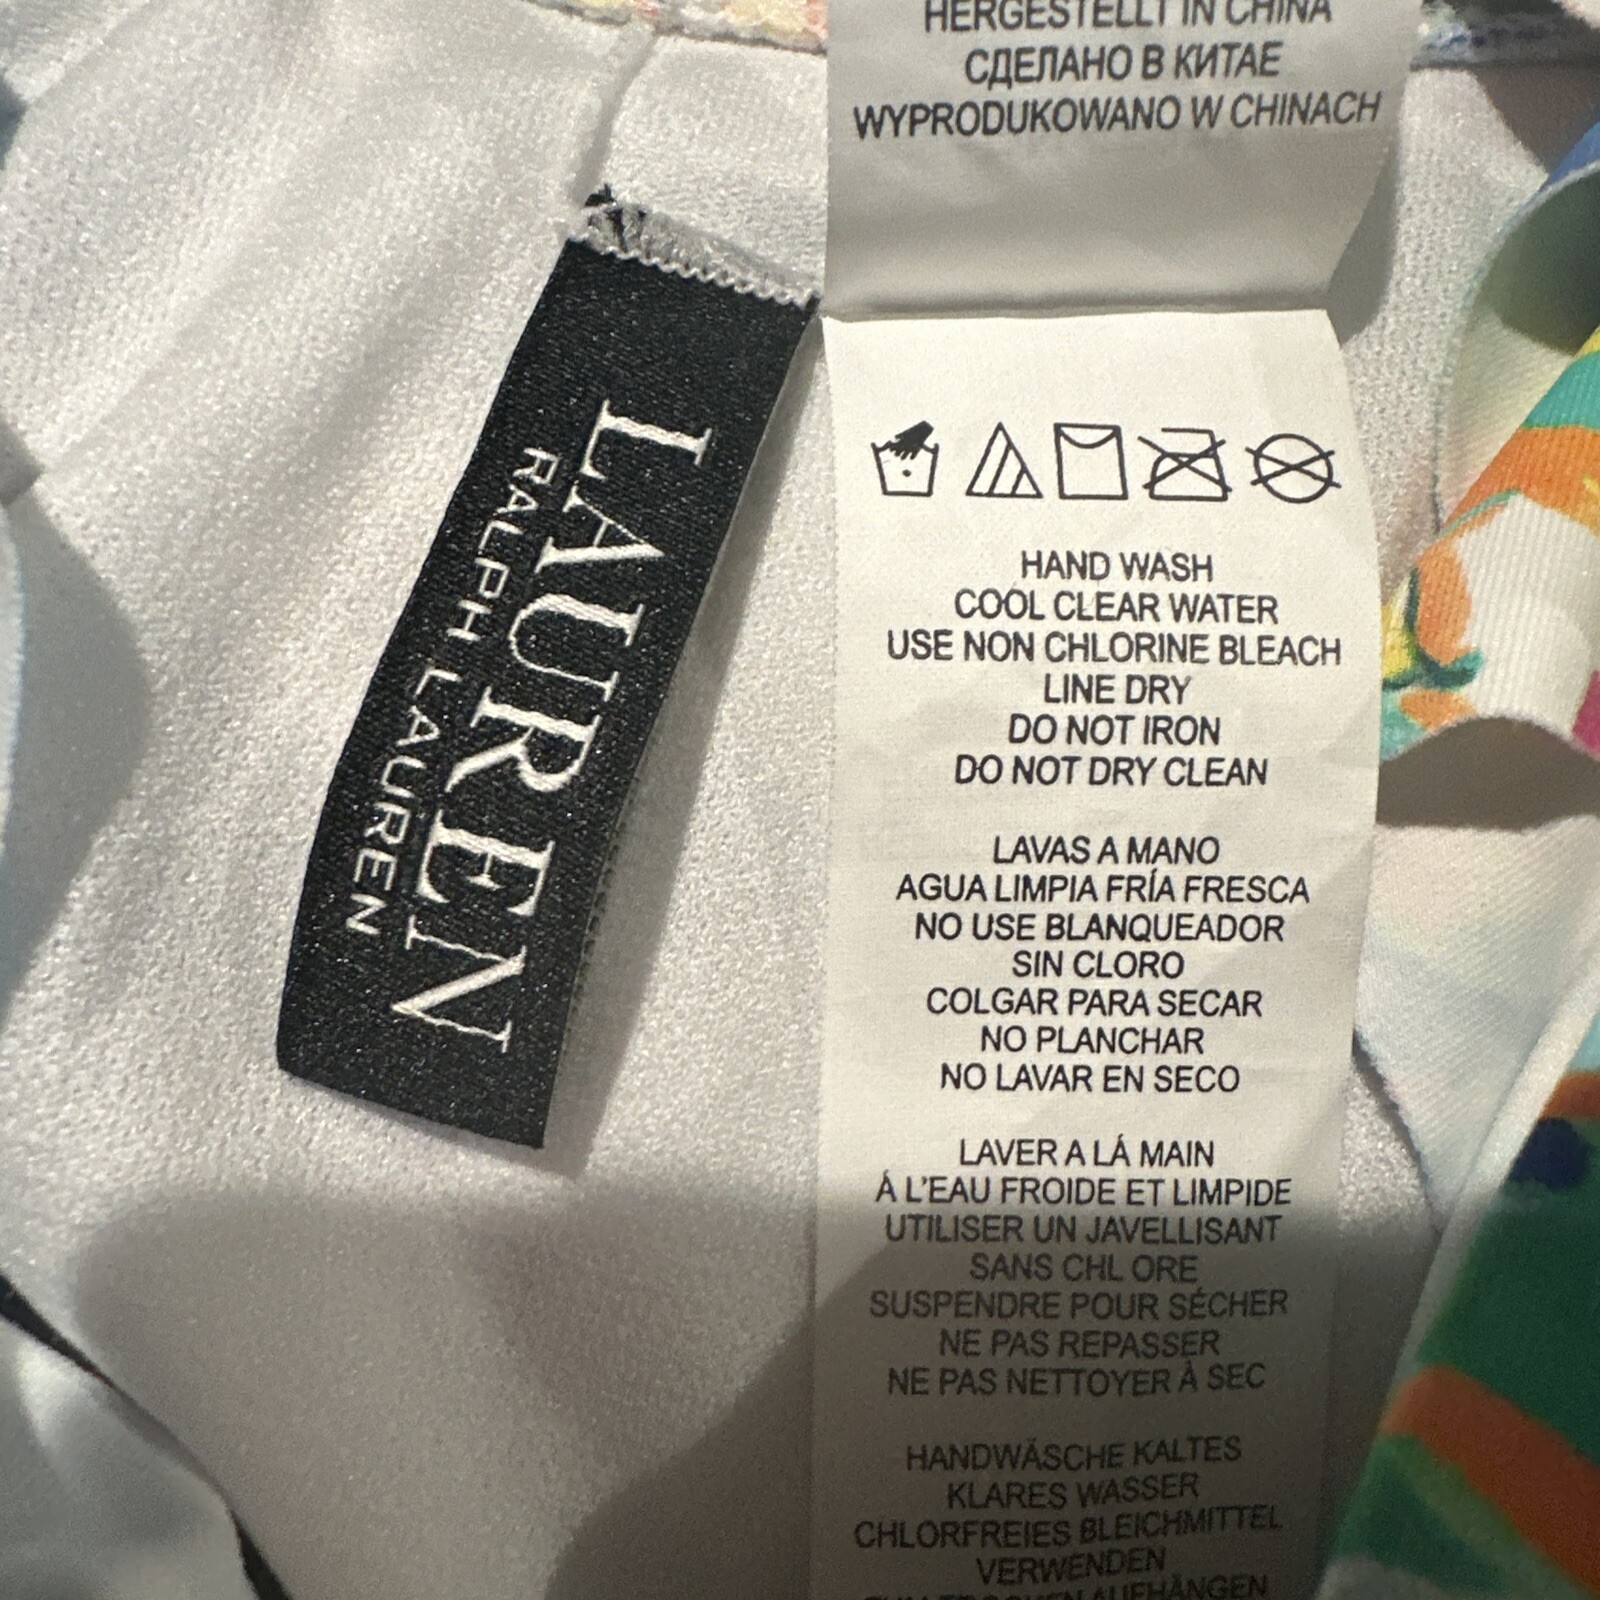 HERGESTELLT IN CHINA
СДЕЛАНО В КИТАЕ
WYPRODUKOWANO W CHINACH
LAUREN
RALPH LAUREN
HAND WASH
COOL CLEAR WATER
USE NON CHLORINE BLEACH
LINE DRY
DO NOT IRON
DO NOT DRY CLEAN
LAVAS A MANO
AGUA LIMPIA FRÍA FRESCA
NO USE BLANQUEADOR
SIN CLORO
COLGAR PARA SECAR
NO PLANCHAR
NO LAVAR EN SECO
LAVER A LÁ MAIN
Á L'EAU FROIDE ET LIMPIDE
UTILISER UN JAVELLISANT
SANS CHL ORE
SUSPENDRE POUR SÉCHER
NE PAS REPASSER
NE PAS NETTOYER À SEC
HANDWÄSCHE KALTES
KLARES WASSER
CHLORFREIES BLEICHMITTEL
VERWENDEN
ZUM TROCKEN AUFHÄNGEN